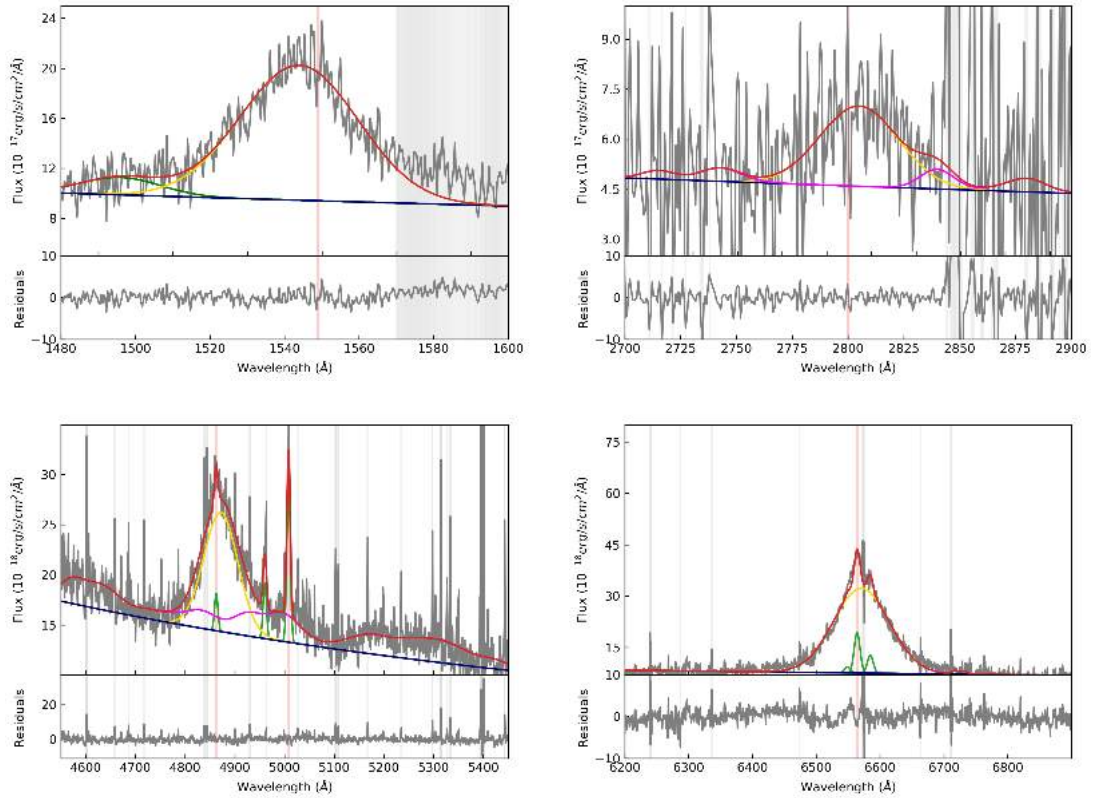 24
20
16
12
8
Flux (10⁻¹⁷erg/s/cm²/Å)
10
0
−10
Residuals
1480 1500 1520 1540 1560 1580 1600
Wavelength (Å)
9.0
7.5
6.0
4.5
3.0
Flux (10⁻¹⁷erg/s/cm²/Å)
10
0
−10
Residuals
2700 2725 2750 2775 2800 2825 2850 2875 2900
Wavelength (Å)
30
25
20
15
Flux (10⁻¹⁸erg/s/cm²/Å)
20
0
Residuals
4600 4700 4800 4900 5000 5100 5200 5300 5400
Wavelength (Å)
75
60
45
30
15
Flux (10⁻¹⁸erg/s/cm²/Å)
10
0
−10
Residuals
6200 6400 6500 6600 6700 6800
Wavelength (Å)